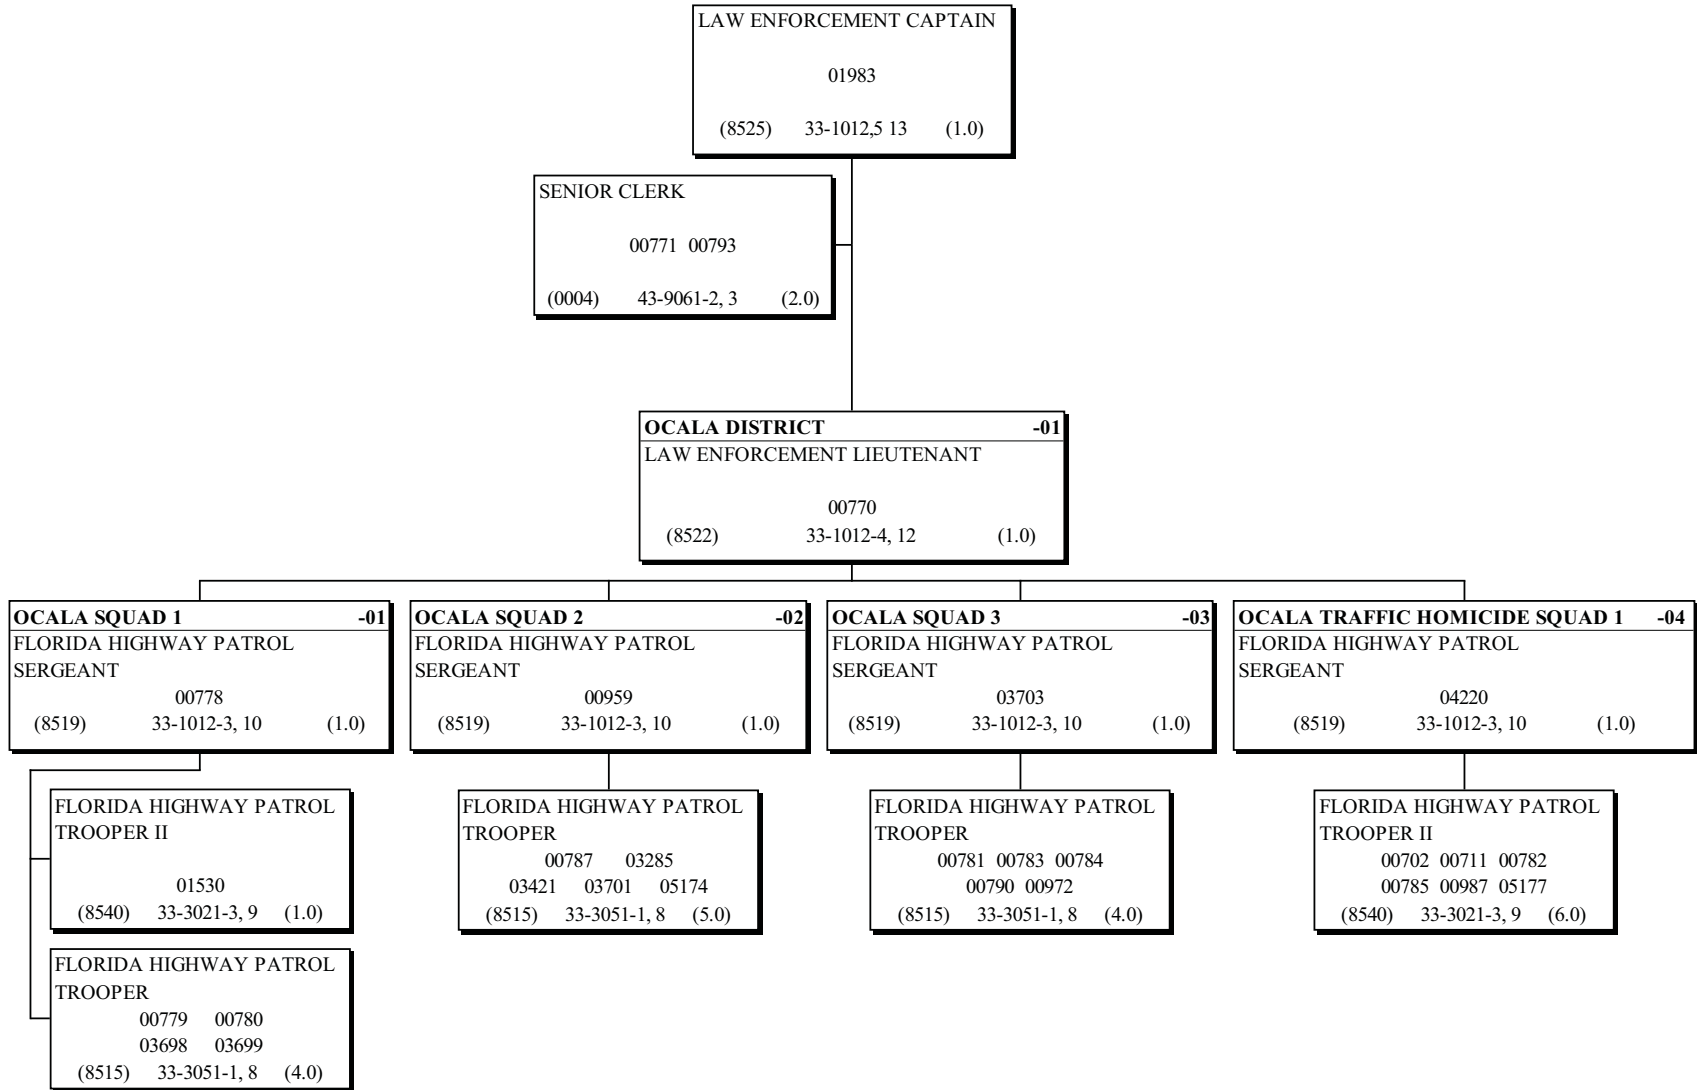 LAW ENFORCEMENT CAPTAIN
01983
(8525) 33-1012,5 13 (1.0)
SENIOR CLERK
00771 00793
(0004) 43-9061-2, 3 (2.0)
OCALA DISTRICT -01
LAW ENFORCEMENT LIEUTENANT
00770
(8522) 33-1012-4, 12 (1.0)
OCALA SQUAD 1 -01
FLORIDA HIGHWAY PATROL
SERGEANT
00778
(8519) 33-1012-3, 10 (1.0)
FLORIDA HIGHWAY PATROL
TROOPER II
01530
(8540) 33-3021-3, 9 (1.0)
FLORIDA HIGHWAY PATROL
TROOPER
00779 00780
03698 03699
(8515) 33-3051-1, 8 (4.0)
OCALA SQUAD 2 -02
FLORIDA HIGHWAY PATROL
SERGEANT
00959
(8519) 33-1012-3, 10 (1.0)
FLORIDA HIGHWAY PATROL
TROOPER
00787 03285
03421 03701 05174
(8515) 33-3051-1, 8 (5.0)
OCALA SQUAD 3 -03
FLORIDA HIGHWAY PATROL
SERGEANT
03703
(8519) 33-1012-3, 10 (1.0)
FLORIDA HIGHWAY PATROL
TROOPER
00781 00783 00784
00790 00972
(8515) 33-3051-1, 8 (4.0)
OCALA TRAFFIC HOMICIDE SQUAD 1 -04
FLORIDA HIGHWAY PATROL
SERGEANT
04220
(8519) 33-1012-3, 10 (1.0)
FLORIDA HIGHWAY PATROL
TROOPER II
00702 00711 00782
00785 00987 05177
(8540) 33-3021-3, 9 (6.0)